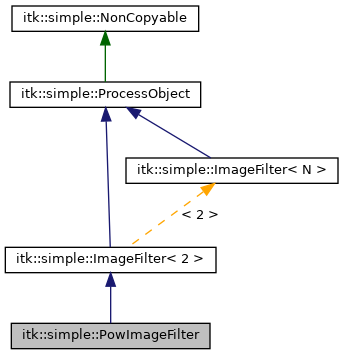 itk::simple::NonCopyable
itk::simple::ProcessObject
itk::simple::ImageFilter< N >
< 2 >
itk::simple::ImageFilter< 2 >
itk::simple::PowImageFilter